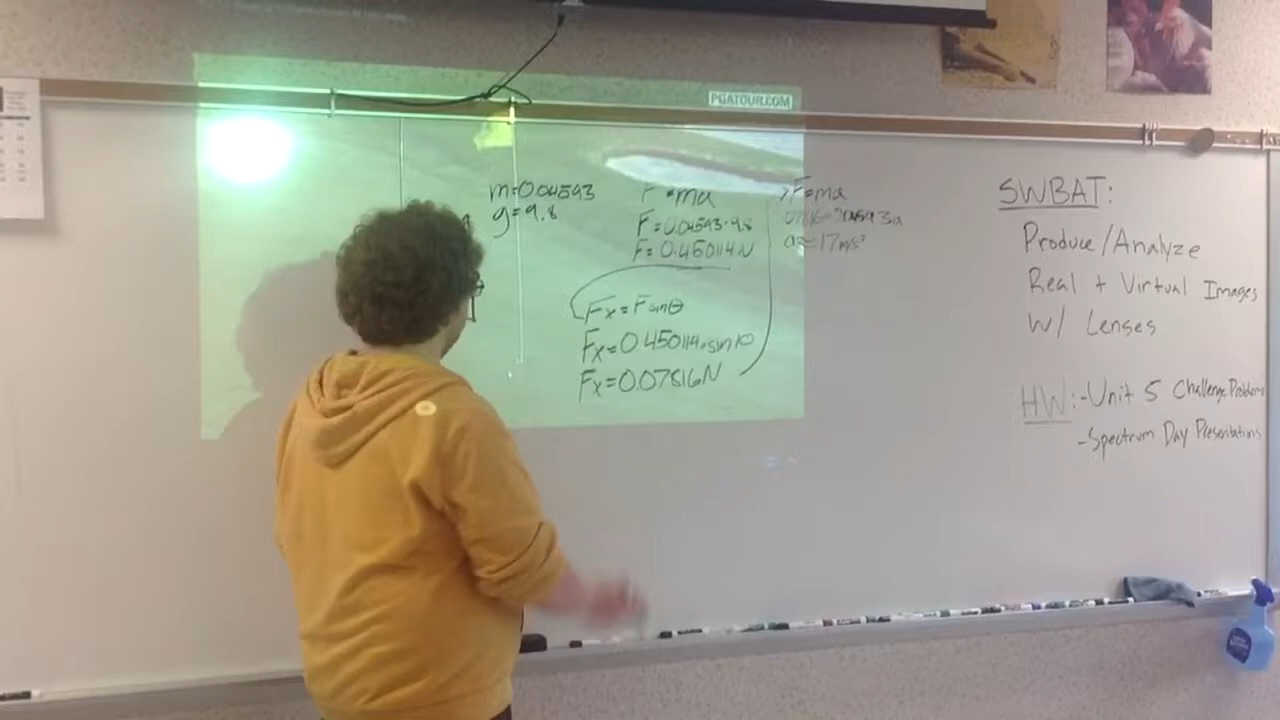 PGATOUR.COM
m=0.04593
g=9.8
F=ma
F=0.04593·9.8
F=0.450114N
Fx=Fsinθ
Fx=0.450114·sin10
Fx=0.07816N
F=ma
a≈17m/s²
SWBAT:
Produce/Analyze
Real + Virtual Images
w/ Lenses
HW:-Unit 5 Challenge Problems
-Spectrum Day Presentations